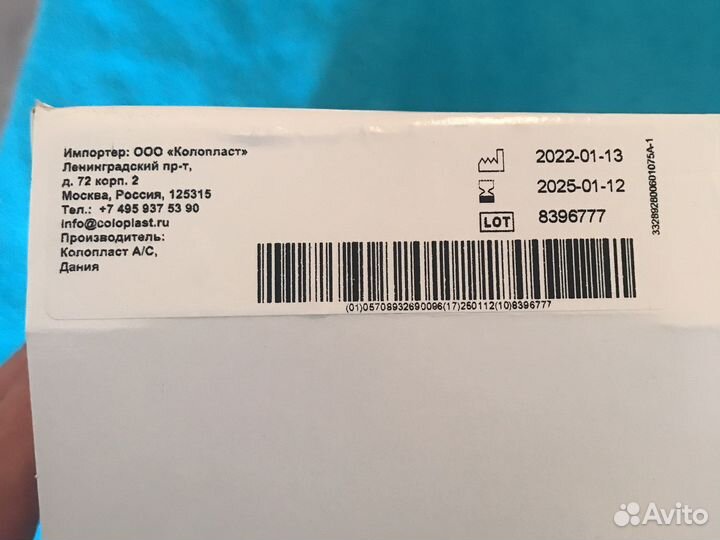 Импортер: ООО «Колопласт»
Ленинградский пр-т,
д. 72 корп. 2
Москва, Россия, 125315
Тел.: +7 495 937 53 90
info@coloplast.ru
Производитель:
Колопласт А/С,
Дания
2022-01-13
2025-01-12
LOT 8396777
(01)05708932690096(17)250112(10)8396777
332892800601075A-1
Avito